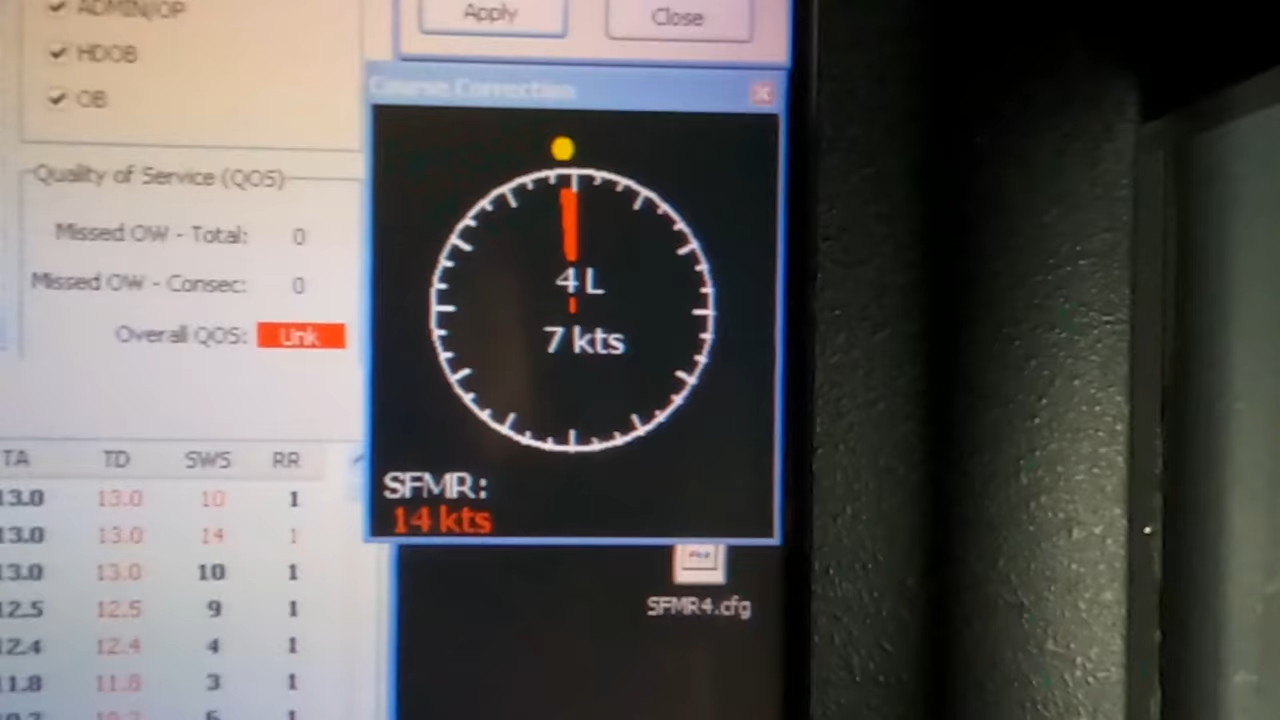 ADMIN/OP
HDOB
OB
Apply
Close
Course Correction
Quality of Service (QOS)
Missed OW - Total: 0
Missed OW - Consec: 0
Overall QOS: Unk
4 L
7 kts
SFMR:
14 kts
SFMR4.cfg
TA TD SWS RR
13.0 13.0 10 1
13.0 13.0 14 1
13.0 13.0 10 1
12.5 12.5 9 1
12.4 12.4 4 1
11.8 11.8 3 1